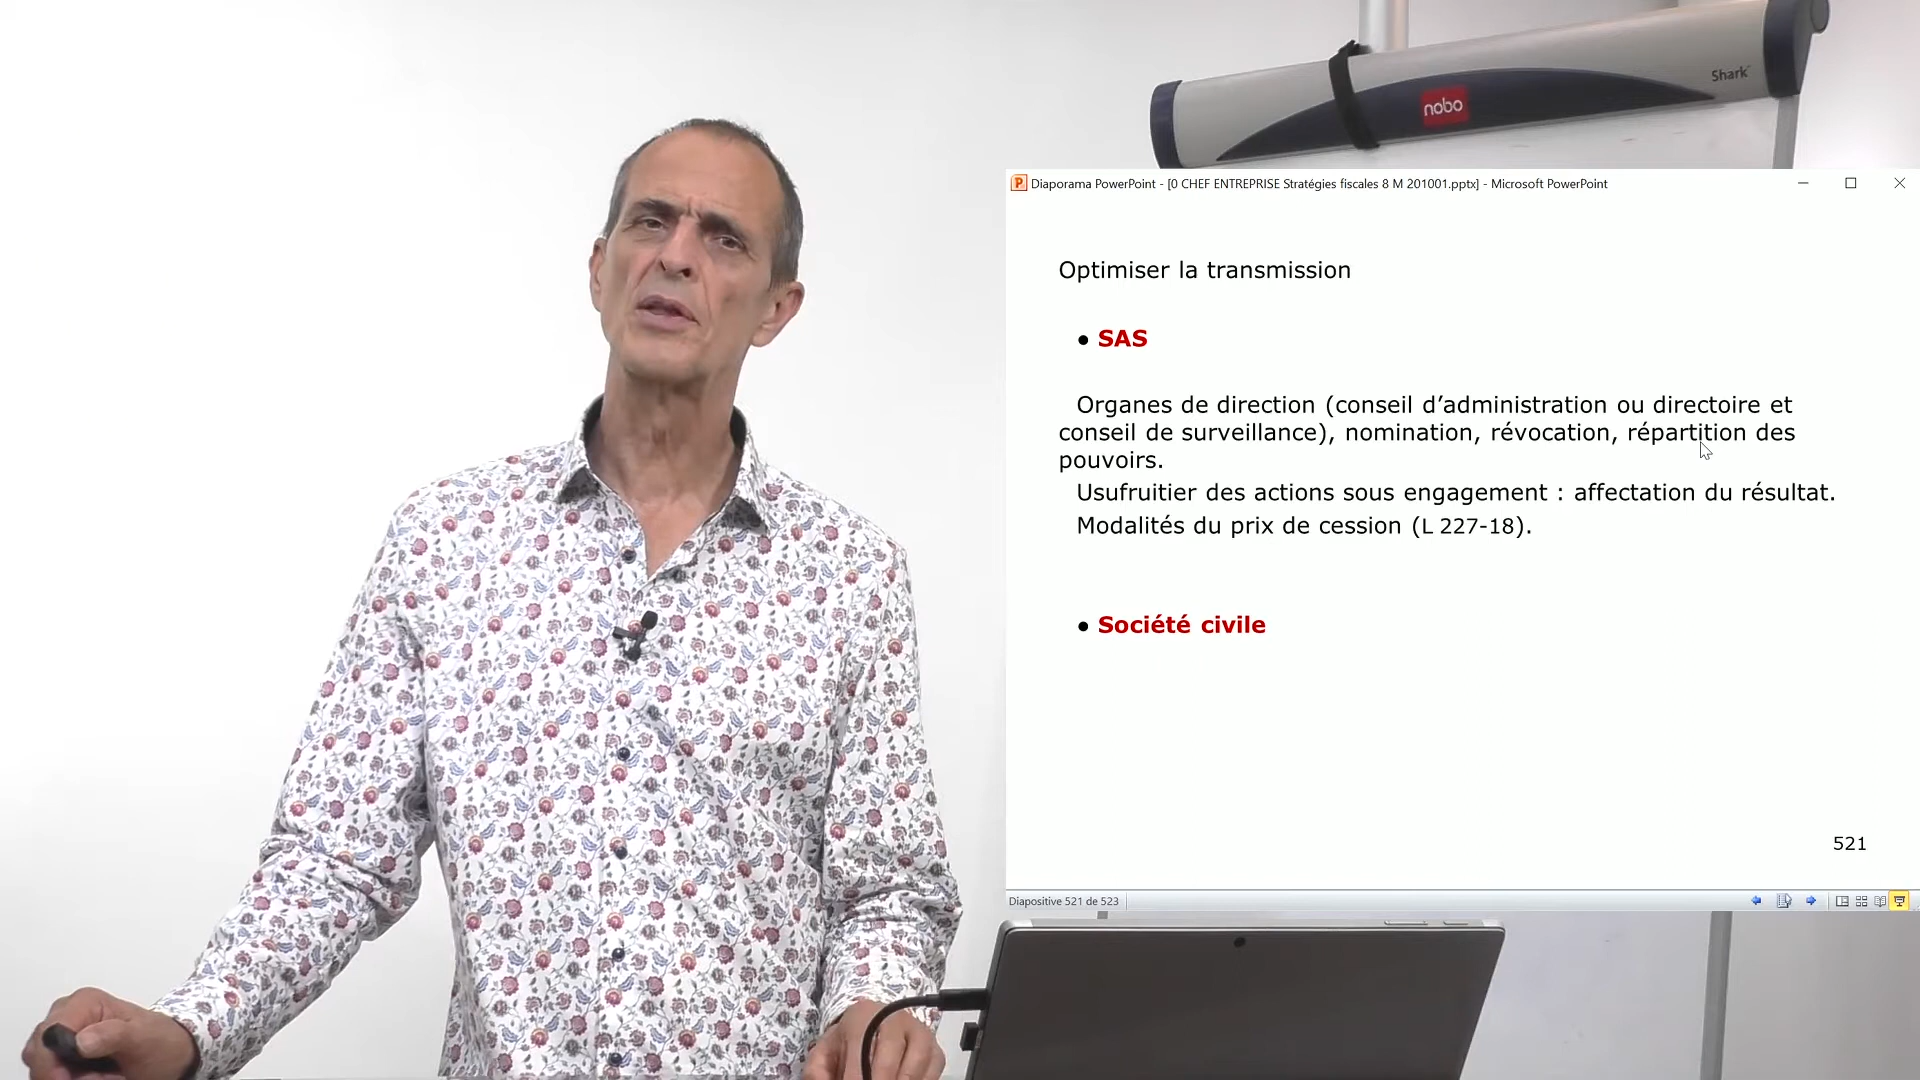 Shark
nobo
Diaporama PowerPoint - [0 CHEF ENTREPRISE Stratégies fiscales 8 M 201001.pptx] - Microsoft PowerPoint
Optimiser la transmission
● SAS
Organes de direction (conseil d’administration ou directoire et
conseil de surveillance), nomination, révocation, répartition des
pouvoirs.
Usufruitier des actions sous engagement : affectation du résultat.
Modalités du prix de cession (L 227-18).
● Société civile
521
Diapositive 521 de 523